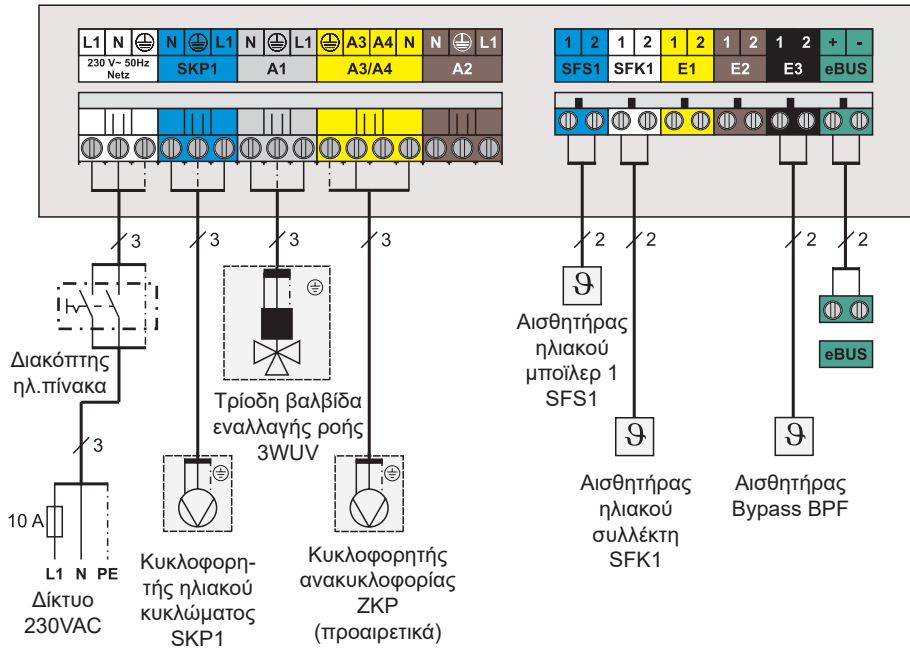 L1 N N L1 N L1 A3 A4 N N L1
230 V~ 50Hz
Netz
SKP1 A1 A3/A4 A2
1 2 1 2 1 2 1 2 1 2 + -
SFS1 SFK1 E1 E2 E3 eBUS
3 3 3 3 2 2 2 2
Διακόπτης
ηλ.πίνακα
3
10 A
L1 N PE
Δίκτυο
230VAC
Κυκλοφορη-
τής ηλιακού
κυκλώματος
SKP1
Τρίοδη βαλβίδα
εναλλαγής ροής
3WUV
Κυκλοφορητής
ανακυκλοφορίας
ZKP
(προαιρετικά)
ϑ
Αισθητήρας
ηλιακού
μποϊλερ 1
SFS1
ϑ
Αισθητήρας
ηλιακού
συλλέκτη
SFK1
ϑ
Αισθητήρας
Bypass BPF
eBUS